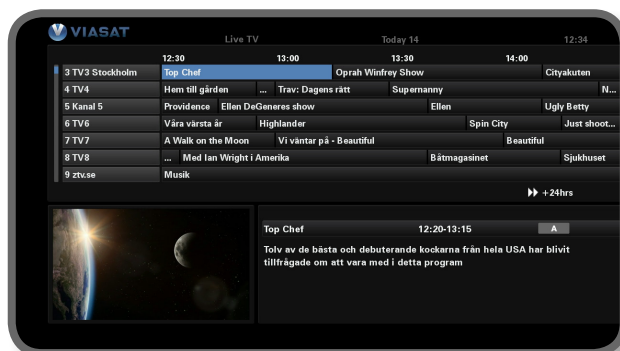 VIASAT
Live TV Today 14 12:34
12:30 13:00 13:30 14:00
3 TV3 Stockholm Top Chef Oprah Winfrey Show Cityakuten
4 TV4 Hem till gården ... Trav: Dagens rätt Supernanny N...
5 Kanal 5 Providence Ellen DeGeneres show Ellen Ugly Betty
6 TV6 Våra värsta år Highlander Spin City Just shoot...
7 TV7 A Walk on the Moon Vi väntar på - Beautiful Beautiful
8 TV8 ... Med Ian Wright i Amerika Båtmagasinet Sjukhuset
9 ztv.se Musik
+24hrs
Top Chef 12:20-13:15 A
Tolv av de bästa och debuterande kockarna från hela USA har blivit
tillfrågade om att vara med i detta program